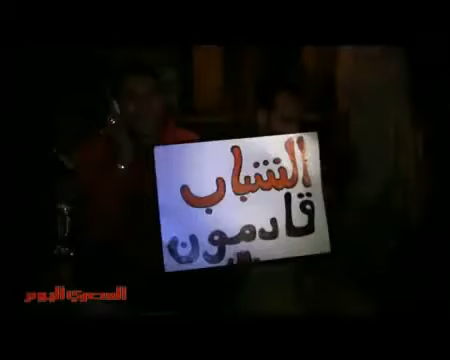 الشباب
قادمون
المصري اليوم